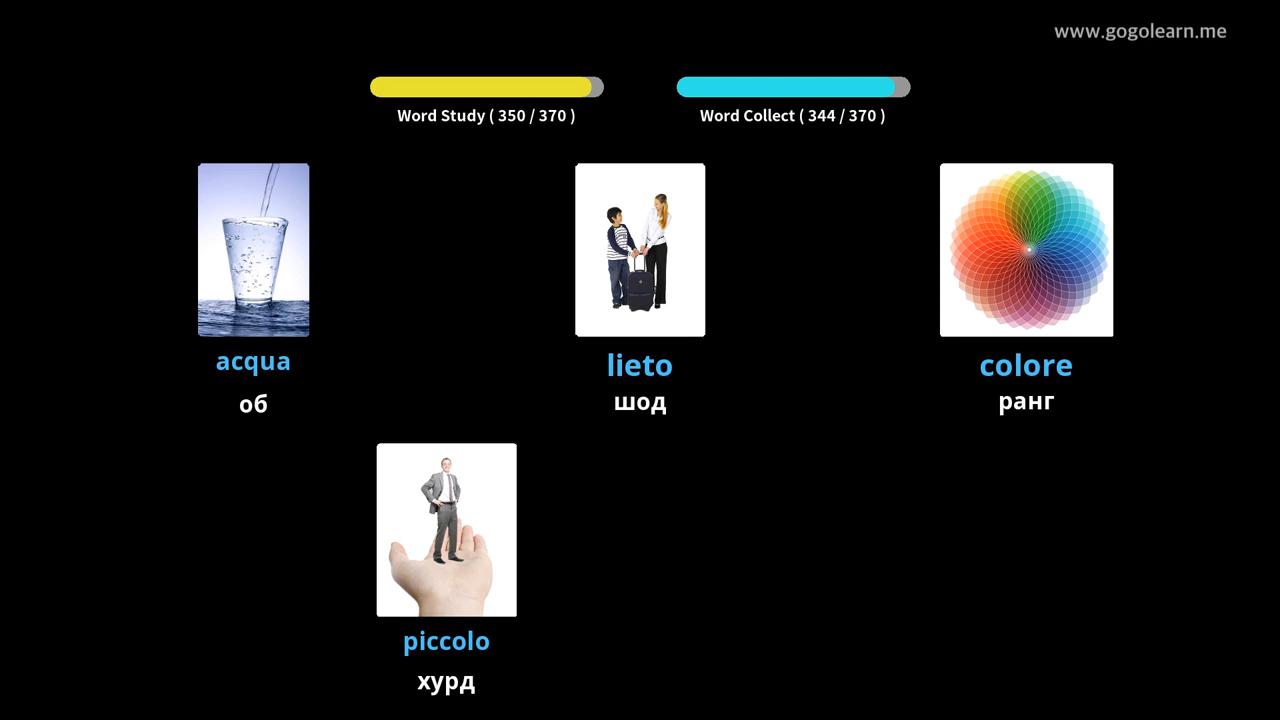 www.gogolearn.me
Word Study ( 350 / 370 )
Word Collect ( 344 / 370 )
acqua
об
lieto
шод
colore
ранг
piccolo
хурд